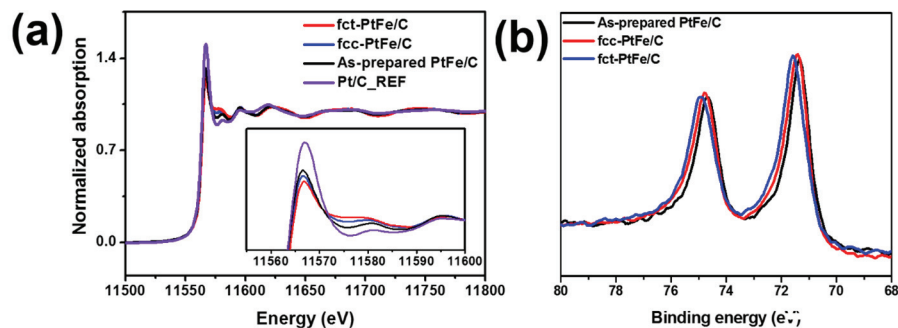 (a)
fct-PtFe/C
fcc-PtFe/C
As-prepared PtFe/C
Pt/C_REF
Normalized absorption
1.4
0.7
0.0
11560 11570 11580 11590 11600
11500 11550 11600 11650 11700 11750 11800
Energy (eV)
(b)
As-prepared PtFe/C
fcc-PtFe/C
fct-PtFe/C
80 78 76 74 72 70 68
Binding energy